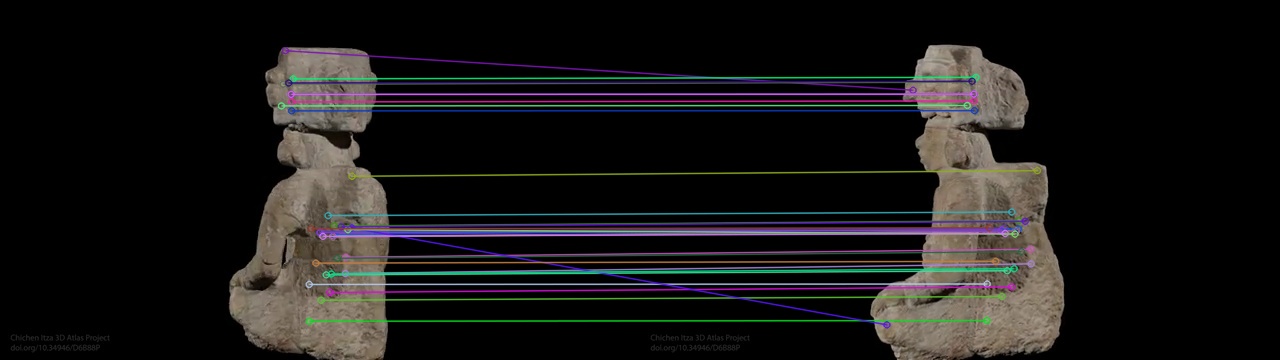 Chichen Itza 3D Atlas Project
doi.org/10.34946/D6B88P
Chichen Itza 3D Atlas Project
doi.org/10.34946/D6B88P